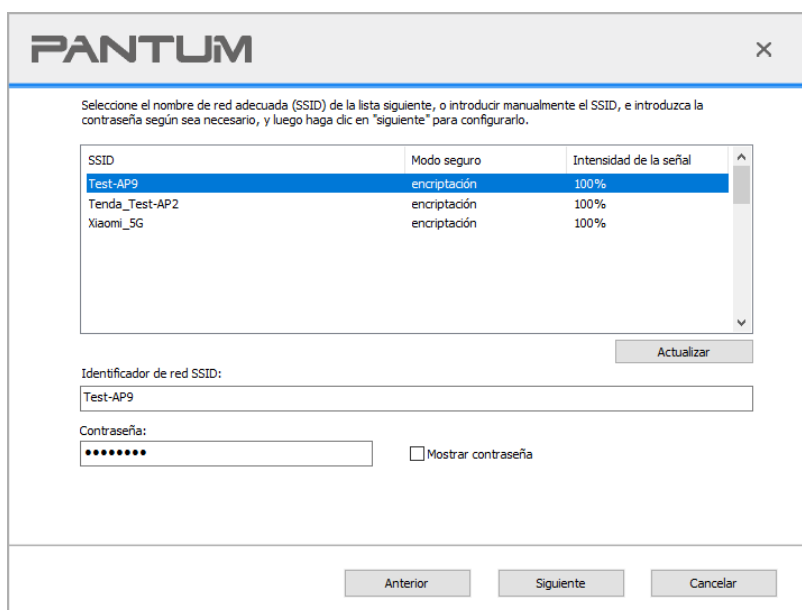 PANTUM
Seleccione el nombre de red adecuada (SSID) de la lista siguiente, o introducir manualmente el SSID, e introduzca la
contraseña según sea necesario, y luego haga clic en "siguiente" para configurarlo.
SSID Modo seguro Intensidad de la señal
Test-AP9 encriptación 100%
Tenda_Test-AP2 encriptación 100%
Xiaomi_5G encriptación 100%
Actualizar
Identificador de red SSID:
Test-AP9
Contraseña:
••••••••
Mostrar contraseña
Anterior Siguiente Cancelar